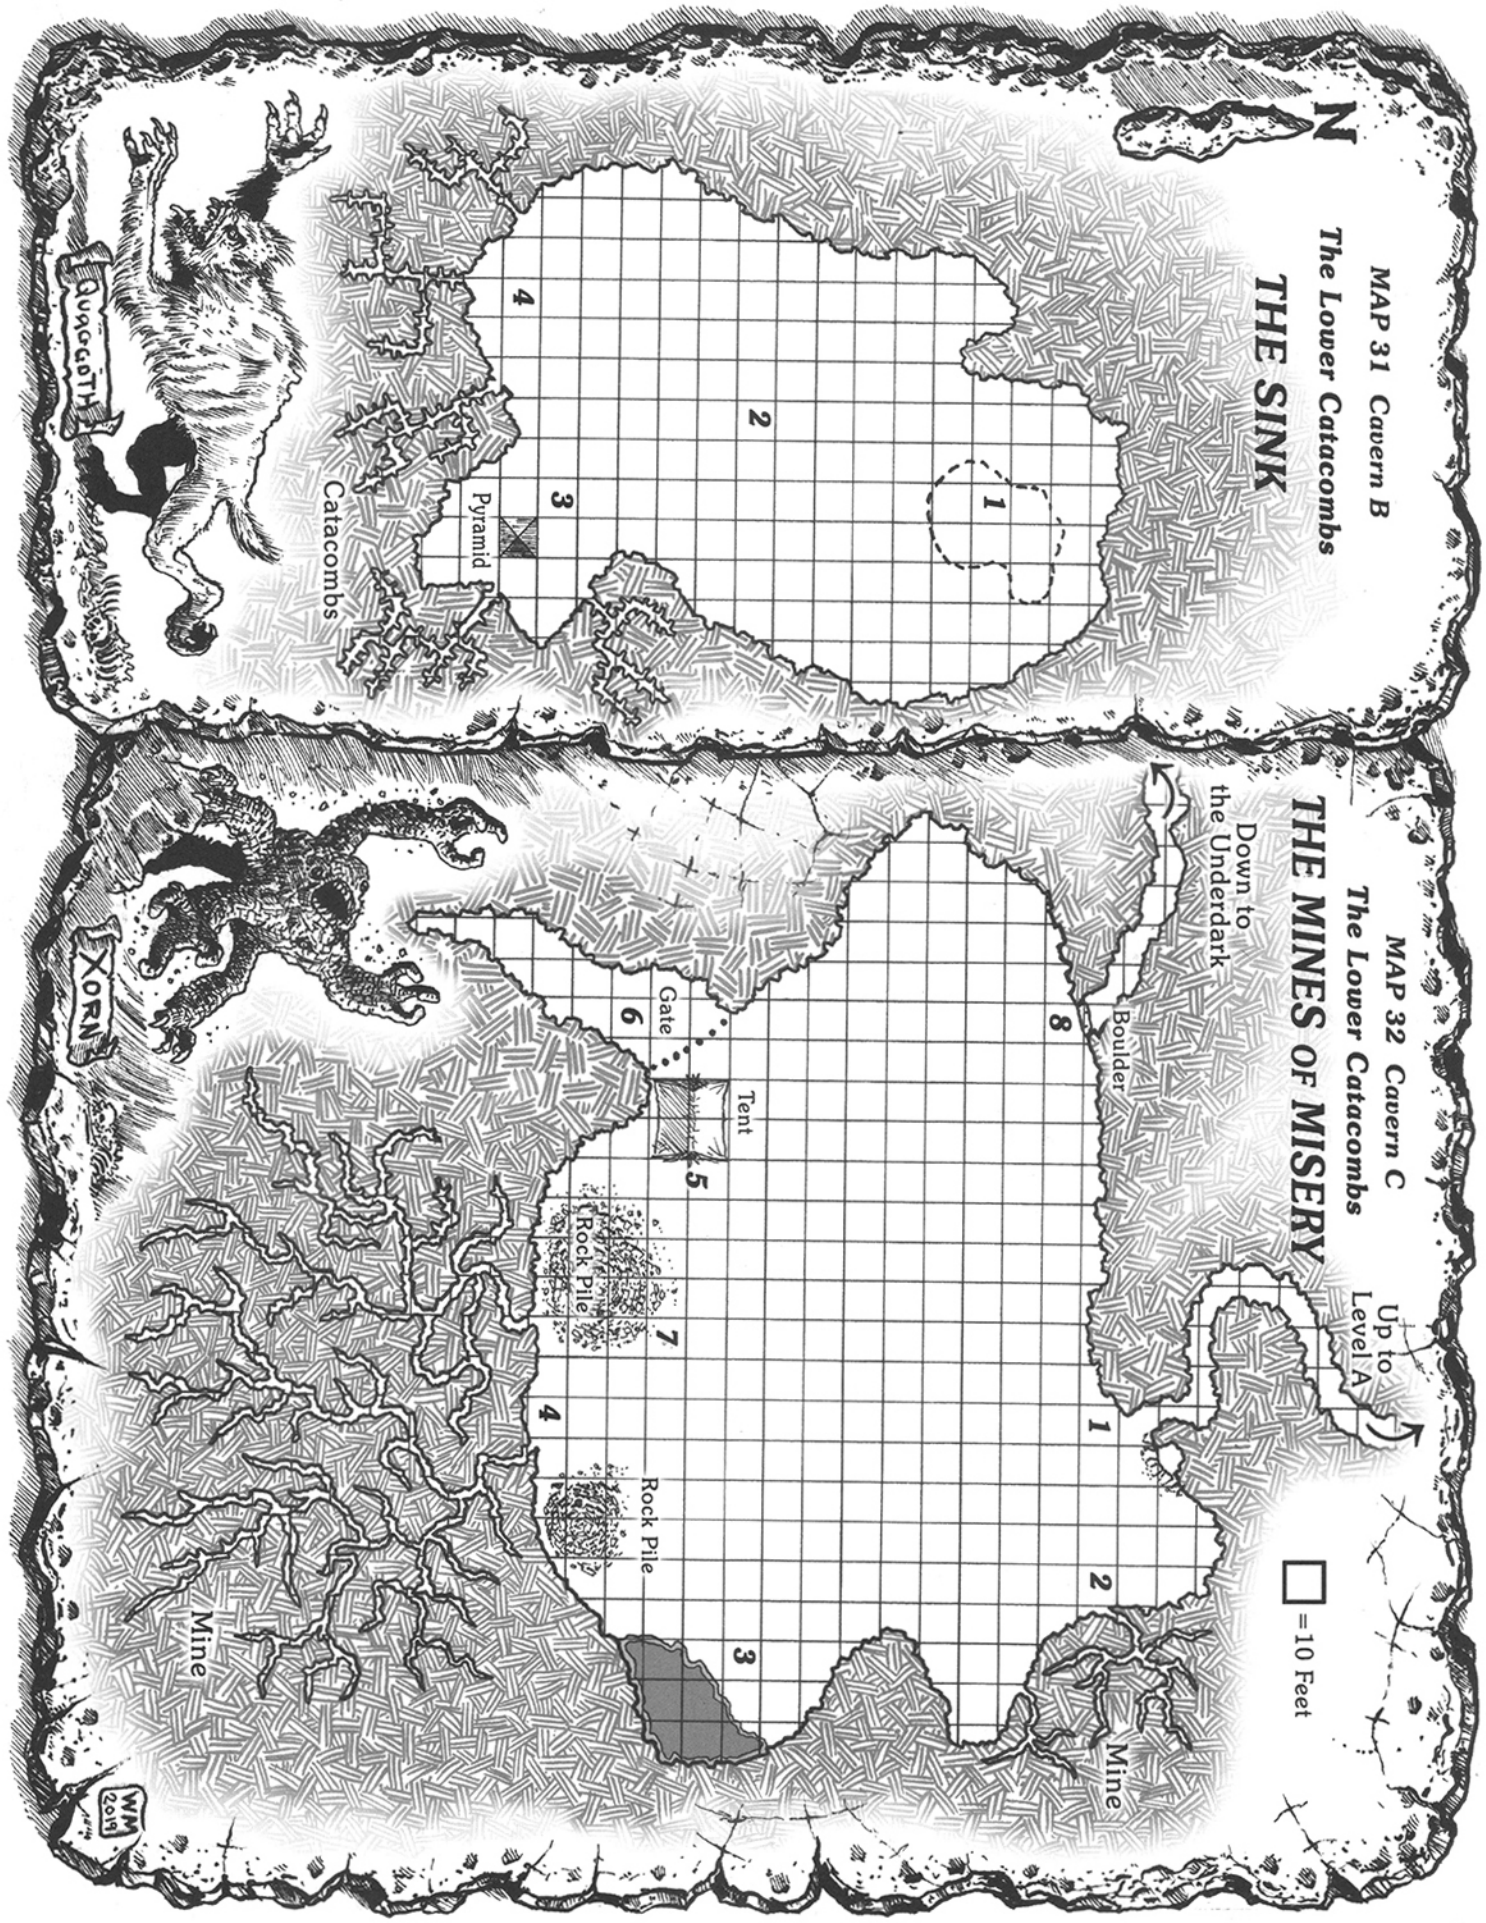 N
MAP 31 Cavern B
The Lower Catacombs
THE SINK
1
2
3
4
Pyramid
Catacombs
QUAGGOTH
MAP 32 Cavern C
The Lower Catacombs
THE MINES OF MISERY
Down to
the Underdark
Up to
Level A
= 10 Feet
Boulder
8
1
2
Mine
Gate
6
Tent
5
Rock Pile
7
4
Rock Pile
3
Mine
XORN
WM
2019